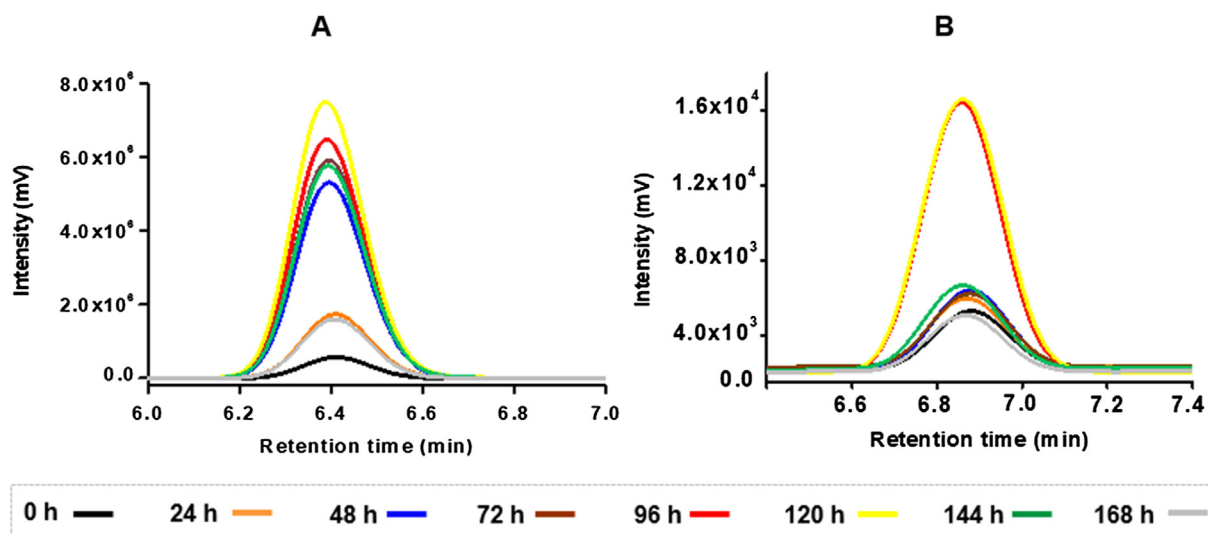 A
B
8.0x10⁶
6.0x10⁶
4.0x10⁶
2.0x10⁶
0.0
Intensity (mV)
6.0 6.2 6.4 6.6 6.8 7.0
Retention time (min)
1.6x10⁴
1.2x10⁴
8.0x10³
4.0x10³
0.0
Intensity (mV)
6.6 6.8 7.0 7.2 7.4
Retention time (min)
0 h 24 h 48 h 72 h 96 h 120 h 144 h 168 h